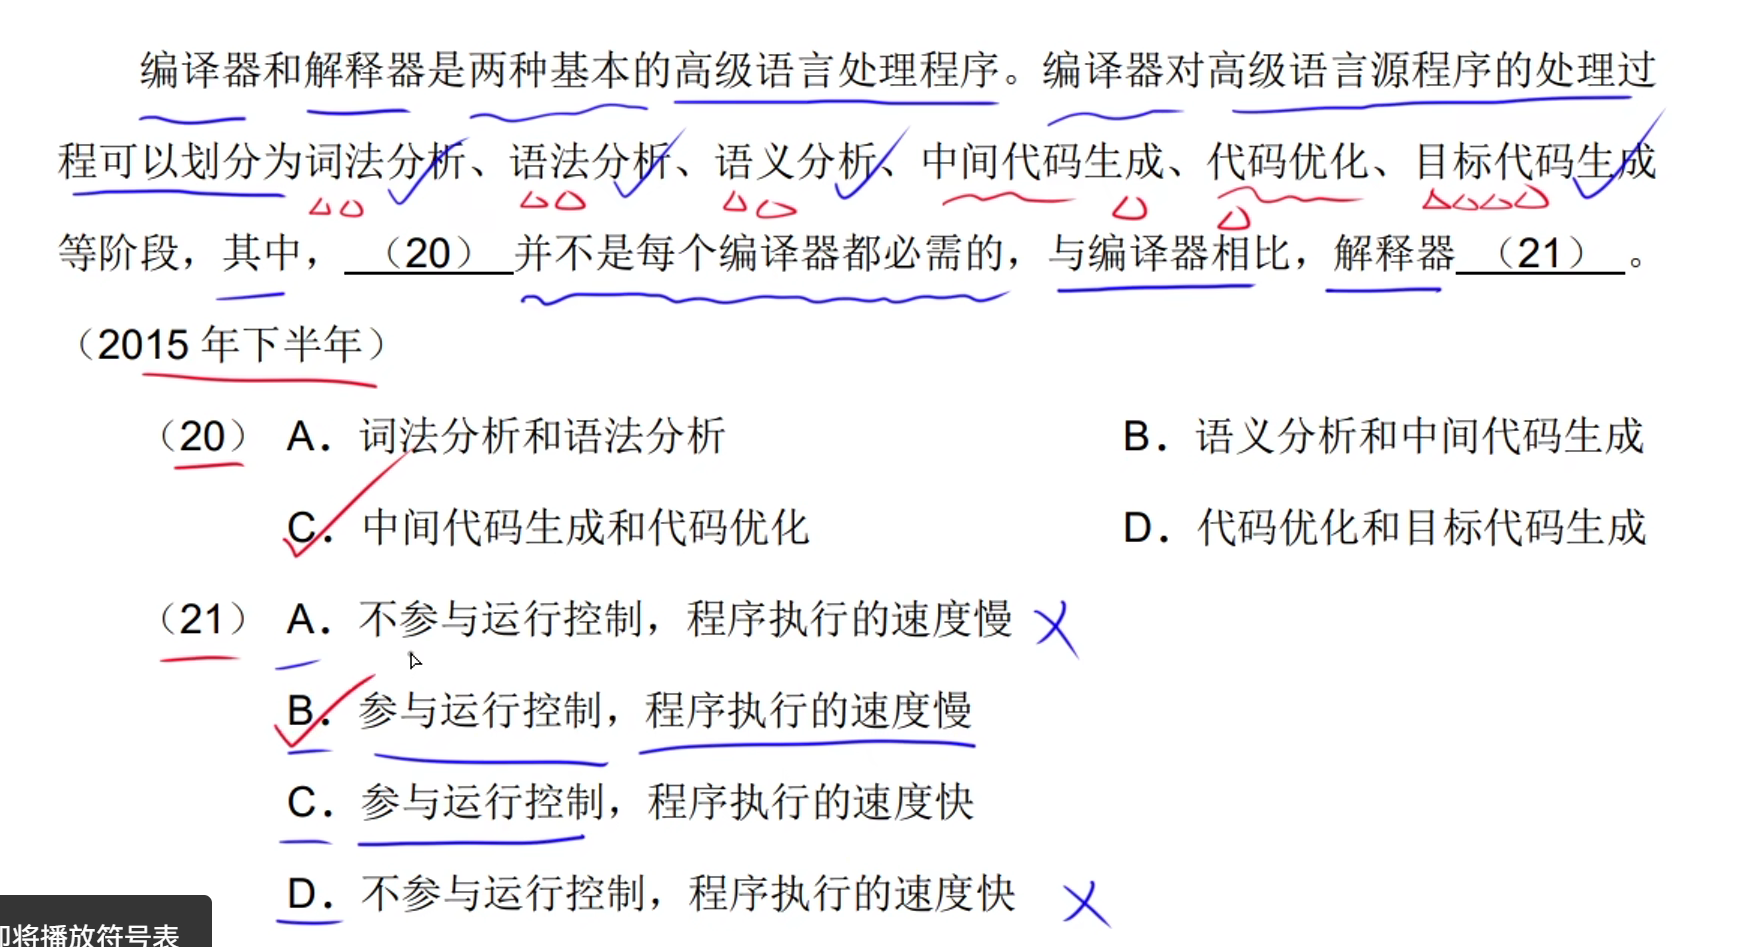 编译器和解释器是两种基本的高级语言处理程序。编译器对高级语言源程序的处理过
程可以划分为词法分析、语法分析、语义分析、中间代码生成、代码优化、目标代码生成
等阶段，其中，（20）并不是每个编译器都必需的，与编译器相比，解释器（21）。
（2015 年下半年）
（20） A．词法分析和语法分析 B．语义分析和中间代码生成
C．中间代码生成和代码优化 D．代码优化和目标代码生成
（21） A．不参与运行控制，程序执行的速度慢
B．参与运行控制，程序执行的速度慢
C．参与运行控制，程序执行的速度快
D．不参与运行控制，程序执行的速度快
将播放符号表